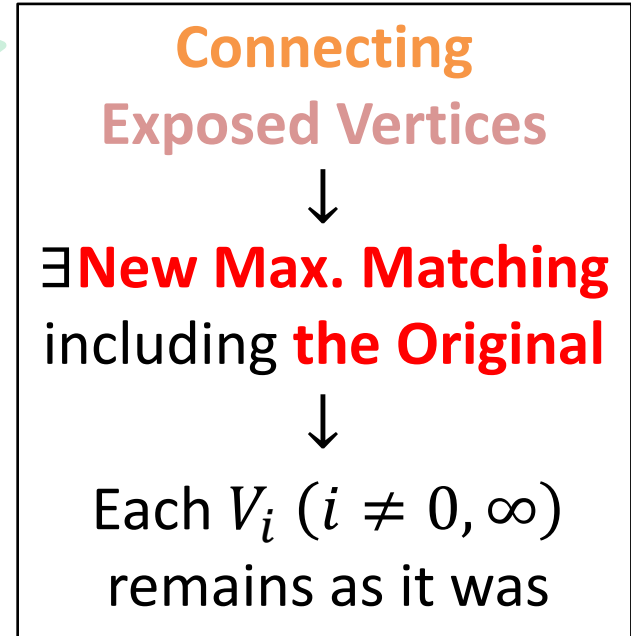 Connecting
Exposed Vertices
↓
∃New Max. Matching
including the Original
↓
Each V_i (i ≠ 0, ∞)
remains as it was